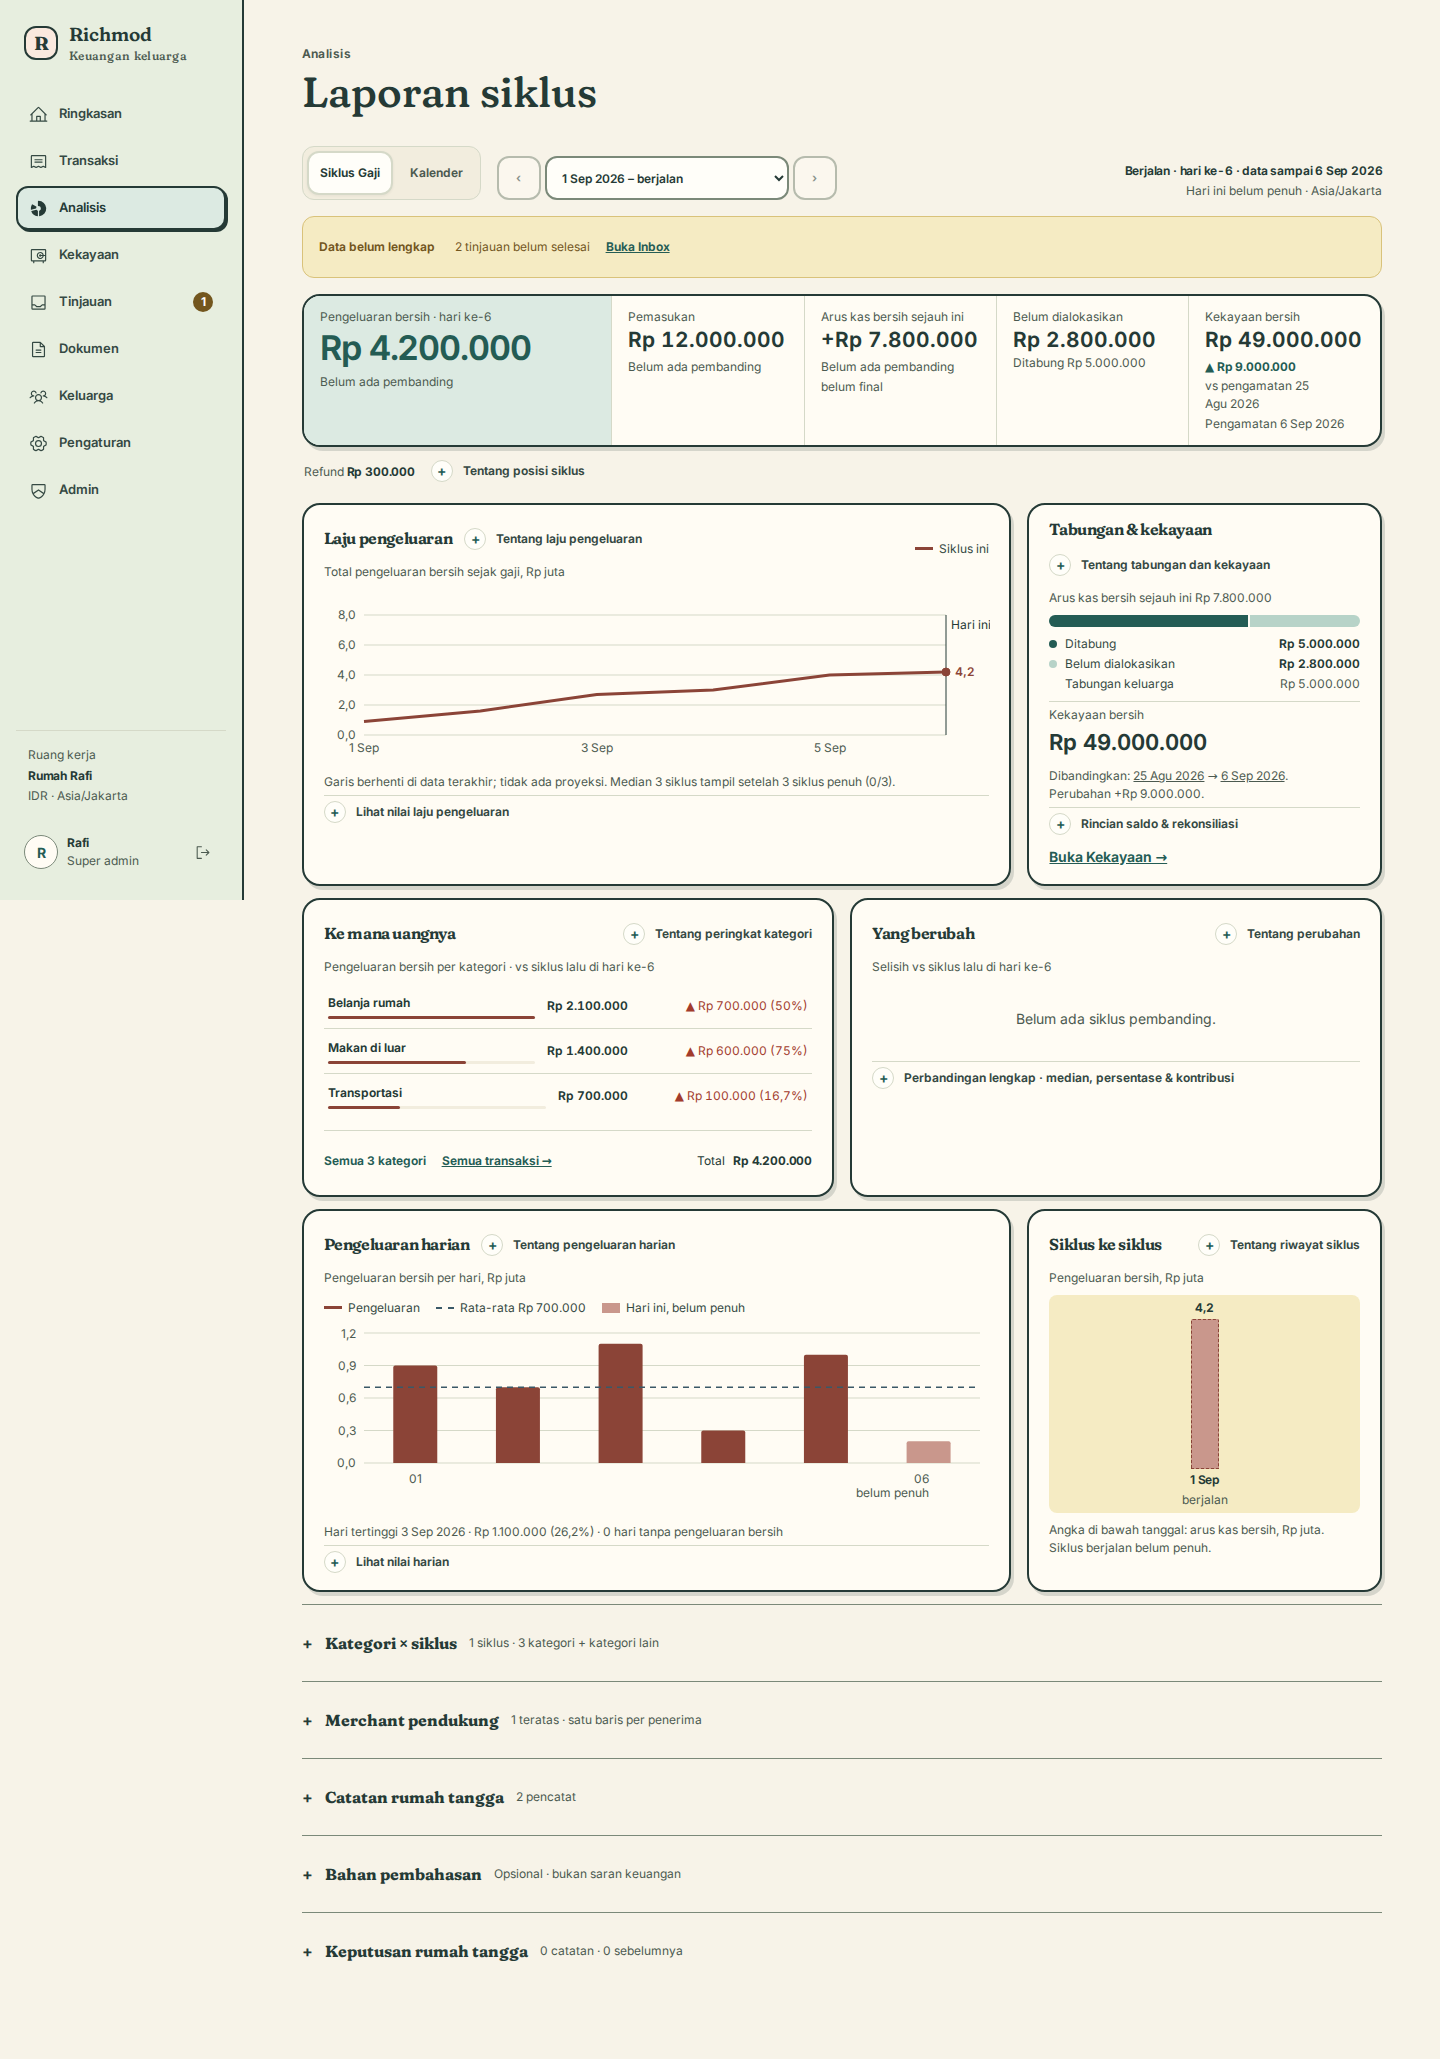 R
Richmod
Keuangan keluarga
Ringkasan
Transaksi
Analisis
Kekayaan
Tinjauan 1
Dokumen
Keluarga
Pengaturan
Admin
Ruang kerja
Rumah Rafi
IDR · Asia/Jakarta
R
Rafi
Super admin
Analisis
Laporan siklus
Siklus Gaji Kalender ‹ 1 Sep 2026 – berjalan ›
Berjalan · hari ke-6 · data sampai 6 Sep 2026
Hari ini belum penuh · Asia/Jakarta
Data belum lengkap 2 tinjauan belum selesai Buka Inbox
Pengeluaran bersih · hari ke-6
Rp 4.200.000
Belum ada pembanding
Pemasukan
Rp 12.000.000
Belum ada pembanding
Arus kas bersih sejauh ini
+Rp 7.800.000
Belum ada pembanding
belum final
Belum dialokasikan
Rp 2.800.000
Ditabung Rp 5.000.000
Kekayaan bersih
Rp 49.000.000
▲ Rp 9.000.000
vs pengamatan 25
Agu 2026
Pengamatan 6 Sep 2026
Refund Rp 300.000 + Tentang posisi siklus
Laju pengeluaran + Tentang laju pengeluaran
Siklus ini
Total pengeluaran bersih sejak gaji, Rp juta
8,0
6,0
4,0
2,0
0,0
Hari ini
4,2
1 Sep 3 Sep 5 Sep
Garis berhenti di data terakhir; tidak ada proyeksi. Median 3 siklus tampil setelah 3 siklus penuh (0/3).
+ Lihat nilai laju pengeluaran
Tabungan & kekayaan
+ Tentang tabungan dan kekayaan
Arus kas bersih sejauh ini Rp 7.800.000
Ditabung Rp 5.000.000
Belum dialokasikan Rp 2.800.000
Tabungan keluarga Rp 5.000.000
Kekayaan bersih
Rp 49.000.000
Dibandingkan: 25 Agu 2026 → 6 Sep 2026.
Perubahan +Rp 9.000.000.
+ Rincian saldo & rekonsiliasi
Buka Kekayaan →
Ke mana uangnya + Tentang peringkat kategori
Pengeluaran bersih per kategori · vs siklus lalu di hari ke-6
Belanja rumah Rp 2.100.000 ▲ Rp 700.000 (50%)
Makan di luar Rp 1.400.000 ▲ Rp 600.000 (75%)
Transportasi Rp 700.000 ▲ Rp 100.000 (16,7%)
Semua 3 kategori Semua transaksi → Total Rp 4.200.000
Yang berubah + Tentang perubahan
Selisih vs siklus lalu di hari ke-6
Belum ada siklus pembanding.
+ Perbandingan lengkap · median, persentase & kontribusi
Pengeluaran harian + Tentang pengeluaran harian
Pengeluaran bersih per hari, Rp juta
Pengeluaran Rata-rata Rp 700.000 Hari ini, belum penuh
1,2
0,9
0,6
0,3
0,0
01 06
belum penuh
Hari tertinggi 3 Sep 2026 · Rp 1.100.000 (26,2%) · 0 hari tanpa pengeluaran bersih
+ Lihat nilai harian
Siklus ke siklus + Tentang riwayat siklus
Pengeluaran bersih, Rp juta
4,2
1 Sep
berjalan
Angka di bawah tanggal: arus kas bersih, Rp juta.
Siklus berjalan belum penuh.
+ Kategori × siklus 1 siklus · 3 kategori + kategori lain
+ Merchant pendukung 1 teratas · satu baris per penerima
+ Catatan rumah tangga 2 pencatat
+ Bahan pembahasan Opsional · bukan saran keuangan
+ Keputusan rumah tangga 0 catatan · 0 sebelumnya